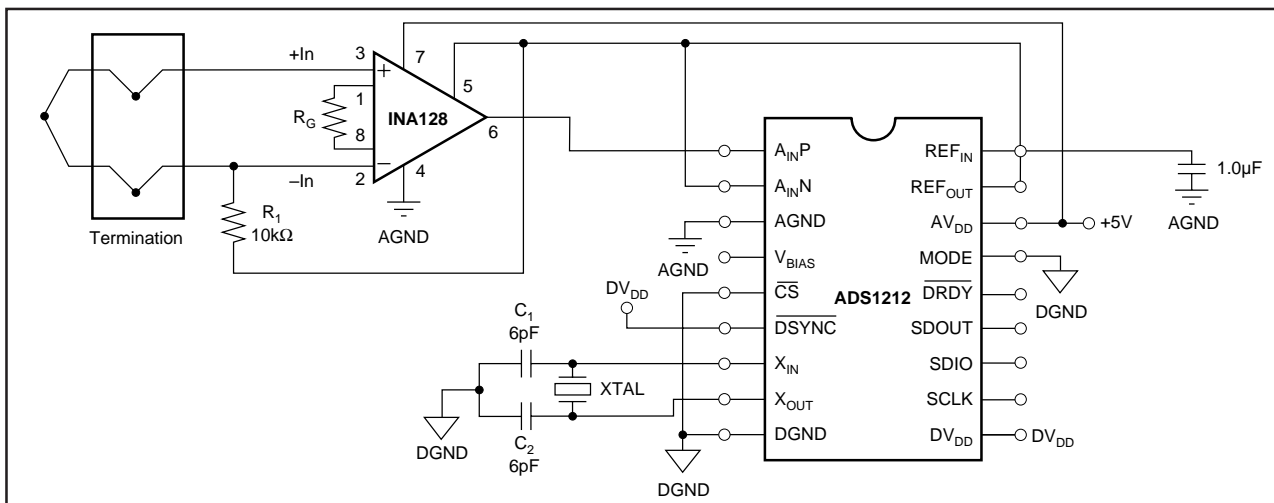 +In
3
7
+
1
5
R_G
INA128
6
8
−
2
4
–In
AGND
Termination
R_1
10kΩ
A_INP
A_INN
AGND
V_BIAS
CS
DSYNC
X_IN
X_OUT
DGND
ADS1212
REF_IN
REF_OUT
AV_DD
MODE
DRDY
SDOUT
SDIO
SCLK
DV_DD
1.0µF
AGND
+5V
DGND
DV_DD
AGND
DV_DD
C_1
6pF
XTAL
C_2
6pF
DGND
DGND